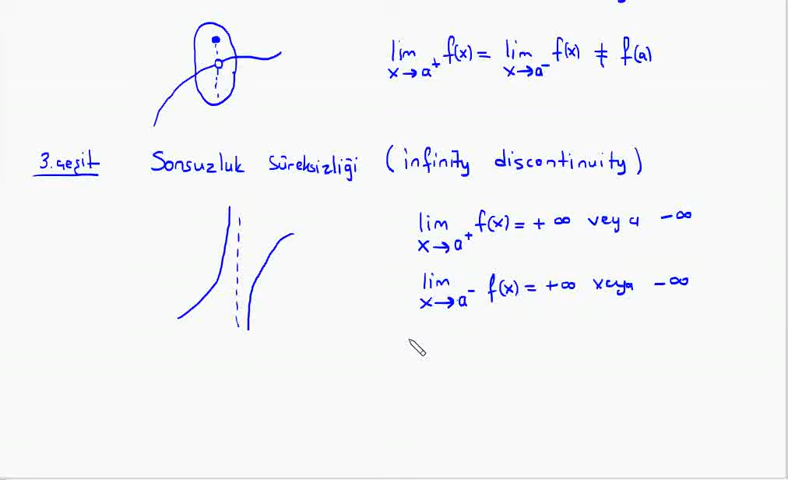 lim x→a⁺ f(x) = lim x→a⁻ f(x) ≠ f(a)
3. çeşit Sonsuzluk Süreksizliği (infinity discontinuity)
lim x→a⁺ f(x) = +∞ veya -∞
lim x→a⁻ f(x) = +∞ veya -∞